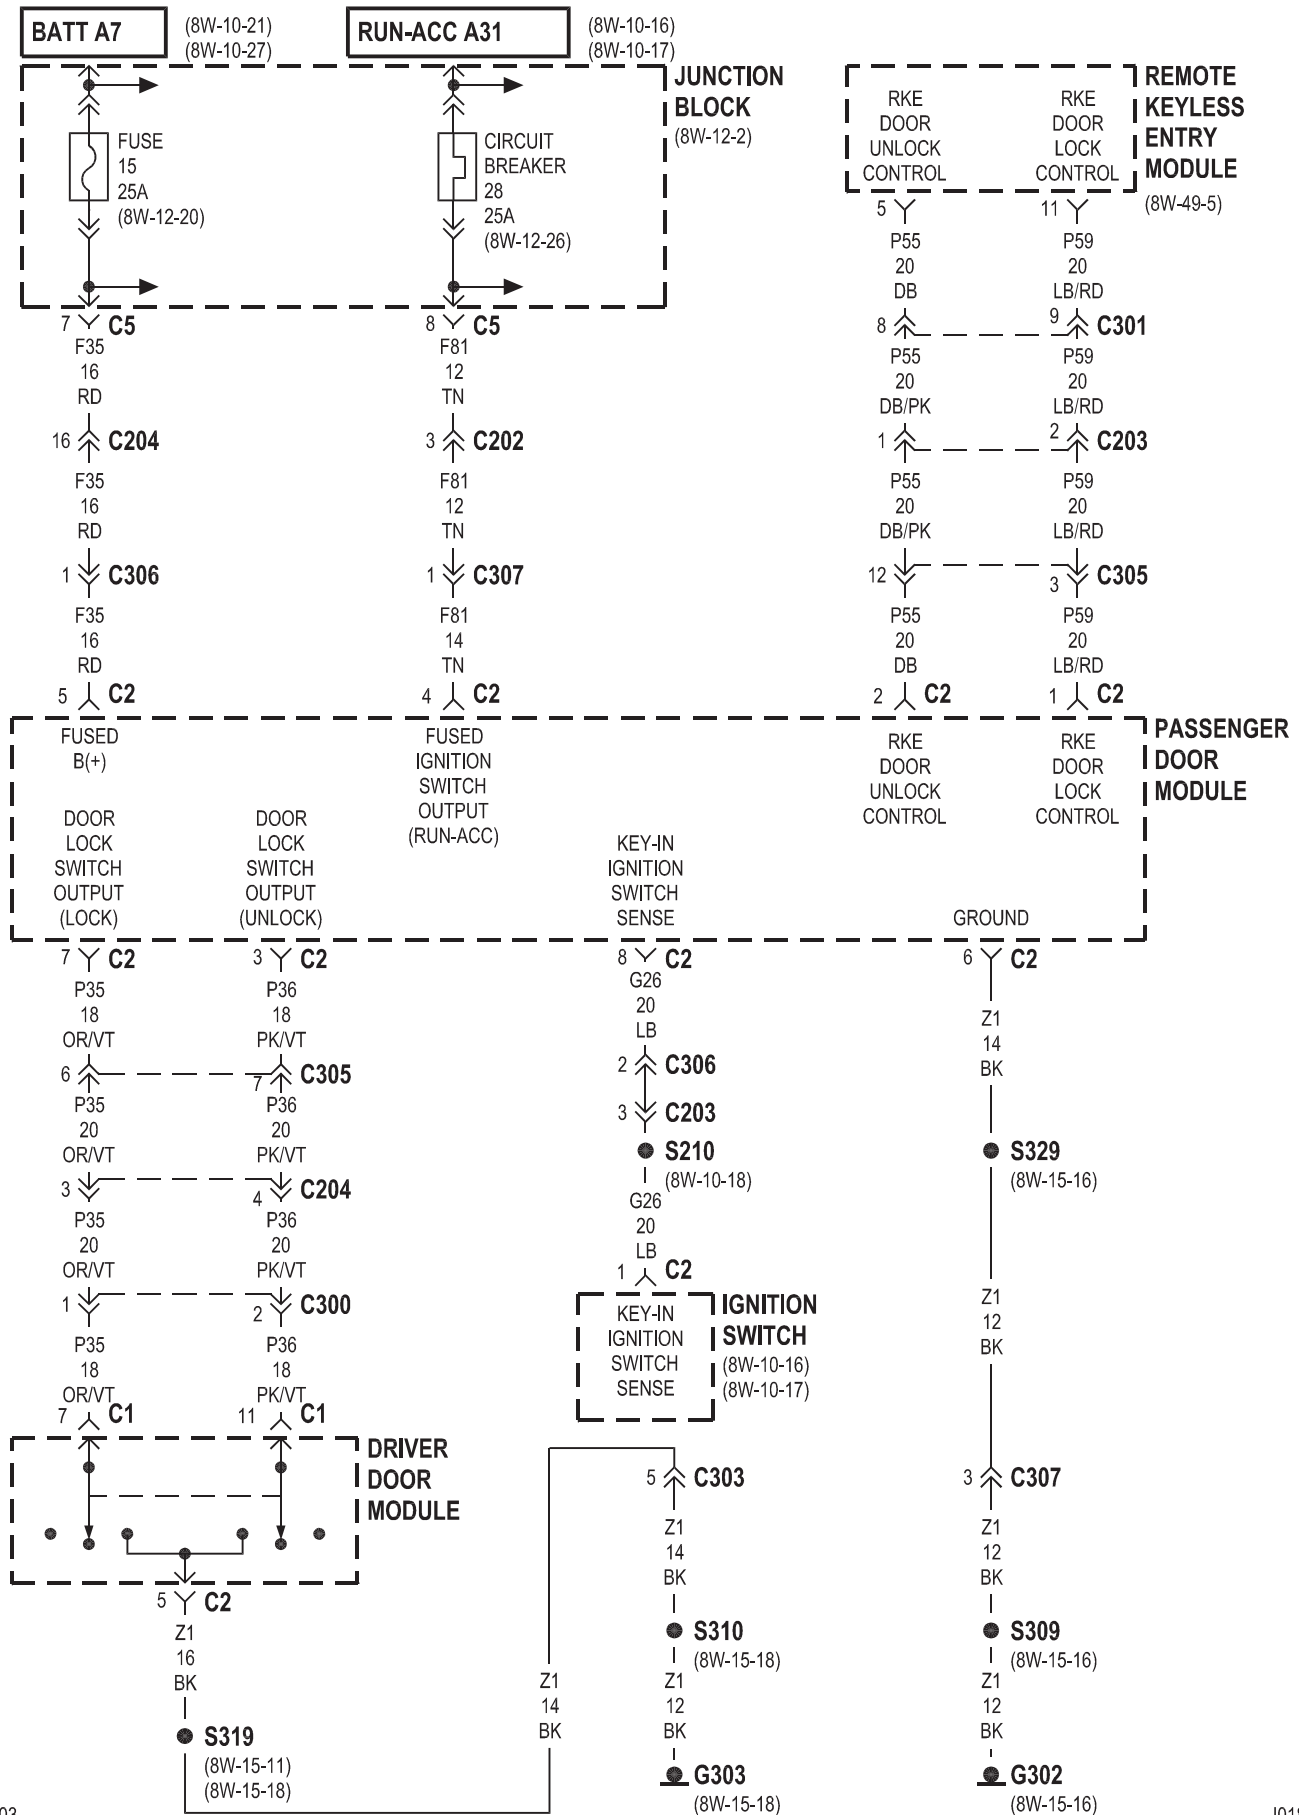 BATT A7
(8W-10-21)
(8W-10-27)
RUN-ACC A31
(8W-10-16)
(8W-10-17)
JUNCTION
BLOCK
(8W-12-2)
FUSE
15
25A
(8W-12-20)
CIRCUIT
BREAKER
28
25A
(8W-12-26)
RKE
DOOR
UNLOCK
CONTROL
RKE
DOOR
LOCK
CONTROL
REMOTE
KEYLESS
ENTRY
MODULE
(8W-49-5)
7 C5
F35
16
RD
16 C204
F35
16
RD
1 C306
F35
16
RD
5 C2
8 C5
F81
12
TN
3 C202
F81
12
TN
1 C307
F81
14
TN
4 C2
5
P55
20
DB
8
P55
20
DB/PK
1
P55
20
DB/PK
12
P55
20
DB
2 C2
11
P59
20
LB/RD
9 C301
P59
20
LB/RD
2 C203
P59
20
LB/RD
3 C305
P59
20
LB/RD
1 C2
PASSENGER
DOOR
MODULE
FUSED
B(+)
FUSED
IGNITION
SWITCH
OUTPUT
(RUN-ACC)
RKE
DOOR
UNLOCK
CONTROL
RKE
DOOR
LOCK
CONTROL
DOOR
LOCK
SWITCH
OUTPUT
(LOCK)
DOOR
LOCK
SWITCH
OUTPUT
(UNLOCK)
KEY-IN
IGNITION
SWITCH
SENSE
GROUND
7 C2
P35
18
OR/VT
6
P35
20
OR/VT
3
P35
20
OR/VT
1
P35
18
OR/VT
7 C1
3 C2
P36
18
PK/VT
7 C305
P36
20
PK/VT
4 C204
P36
20
PK/VT
2 C300
P36
18
PK/VT
11 C1
8 C2
G26
20
LB
2 C306
3 C203
S210
(8W-10-18)
G26
20
LB
1 C2
KEY-IN
IGNITION
SWITCH
SENSE
IGNITION
SWITCH
(8W-10-16)
(8W-10-17)
6 C2
Z1
14
BK
S329
(8W-15-16)
Z1
12
BK
3 C307
Z1
12
BK
S309
(8W-15-16)
Z1
12
BK
G302
(8W-15-16)
DRIVER
DOOR
MODULE
5 C2
Z1
16
BK
S319
(8W-15-11)
(8W-15-18)
Z1
14
BK
5 C303
Z1
14
BK
S310
(8W-15-18)
Z1
12
BK
G303
(8W-15-18)